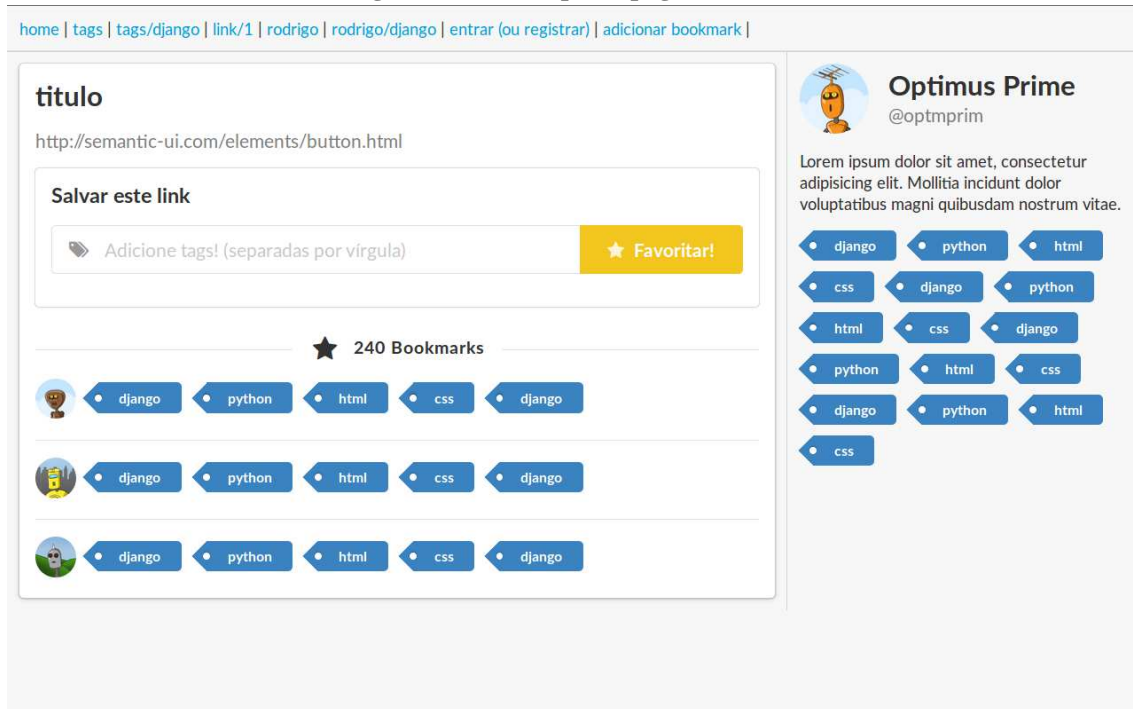 home | tags | tags/django | link/1 | rodrigo | rodrigo/django | entrar (ou registrar) | adicionar bookmark |
titulo
http://semantic-ui.com/elements/button.html
Salvar este link
Adicione tags! (separadas por vírgula) Favoritar!
240 Bookmarks
django python html css django
django python html css django
django python html css django
Optimus Prime
@optmprim
Lorem ipsum dolor sit amet, consectetur
adipisicing elit. Mollitia incidunt dolor
voluptatibus magni quibusdam nostrum vitae.
django python html
css django python
html css django
python html css
django python html
css